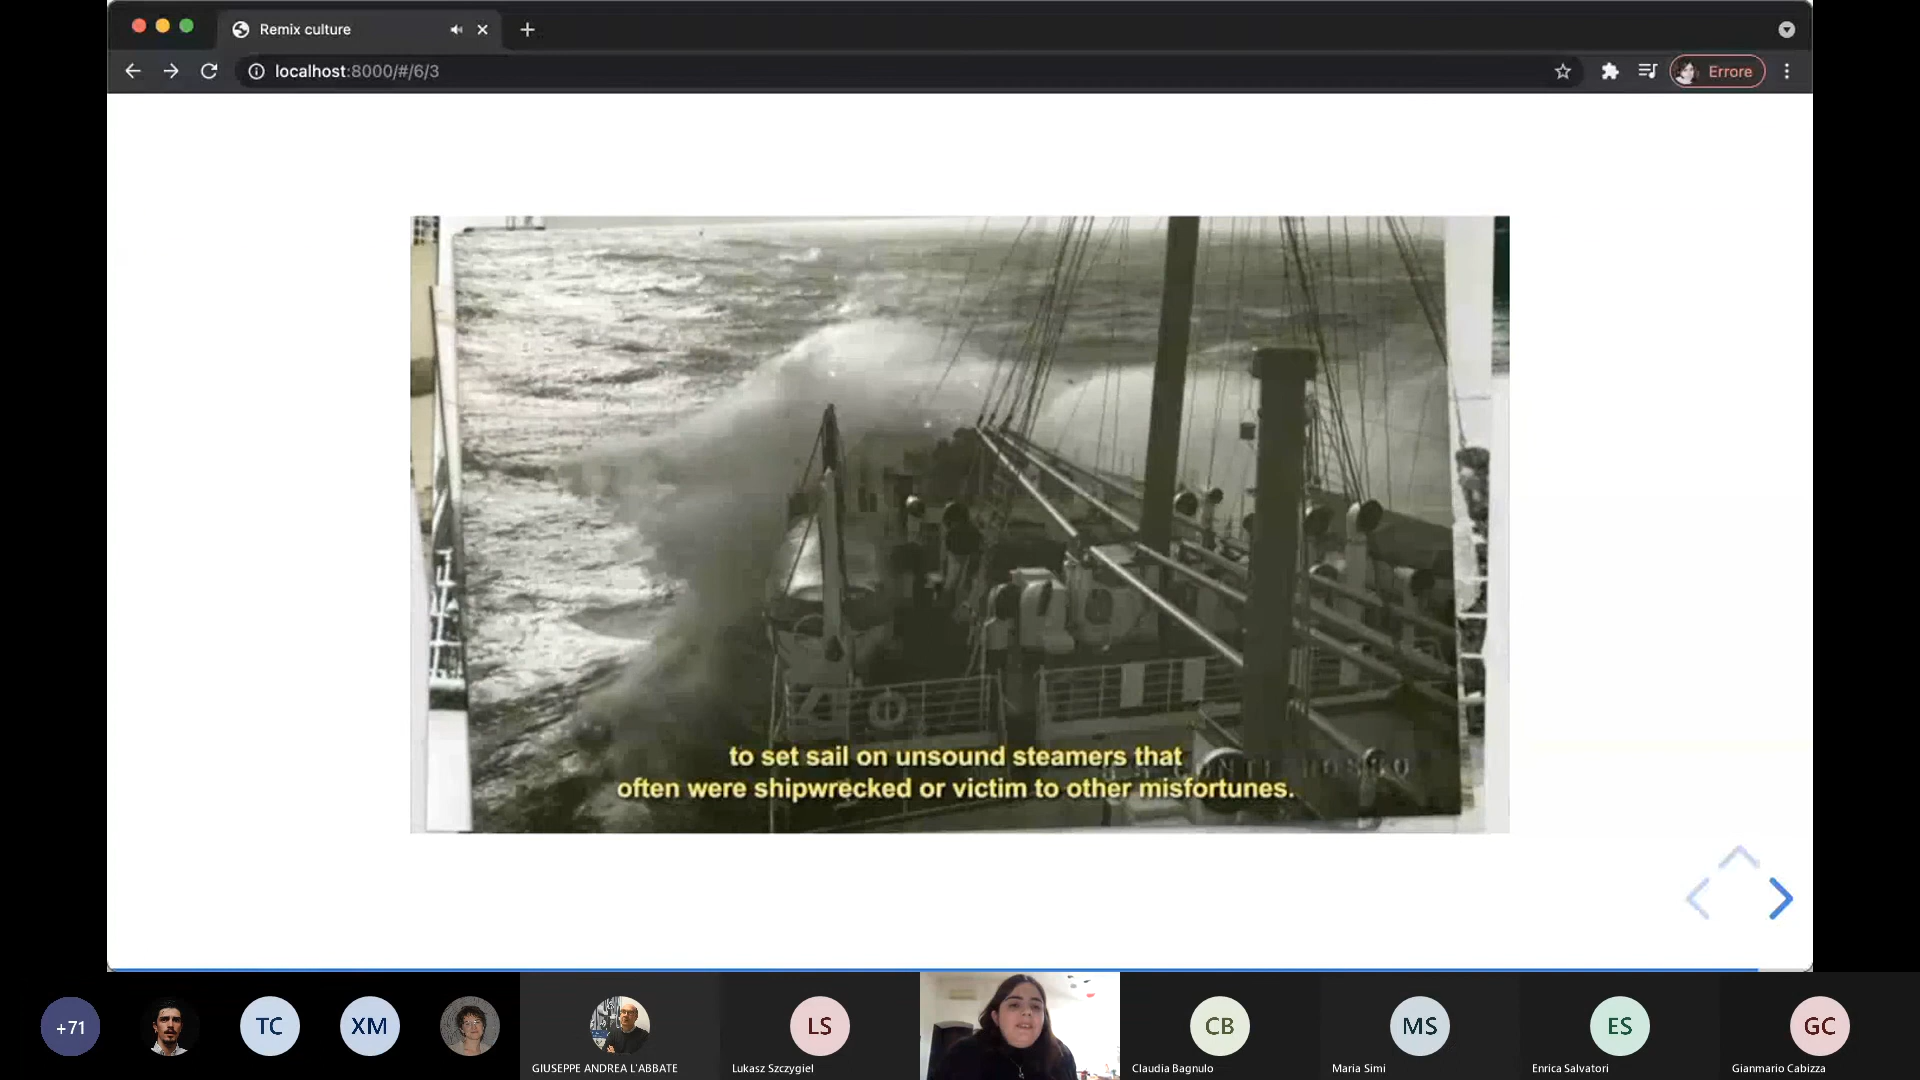 Remix culture
localhost:8000/#/6/3
Errore
to set sail on unsound steamers that
often were shipwrecked or victim to other misfortunes.
+71
TC
XM
GIUSEPPE ANDREA L'ABBATE
LS
Lukasz Szczygiel
CB
Claudia Bagnulo
MS
Maria Simi
ES
Enrica Salvatori
GC
Gianmario Cabizza